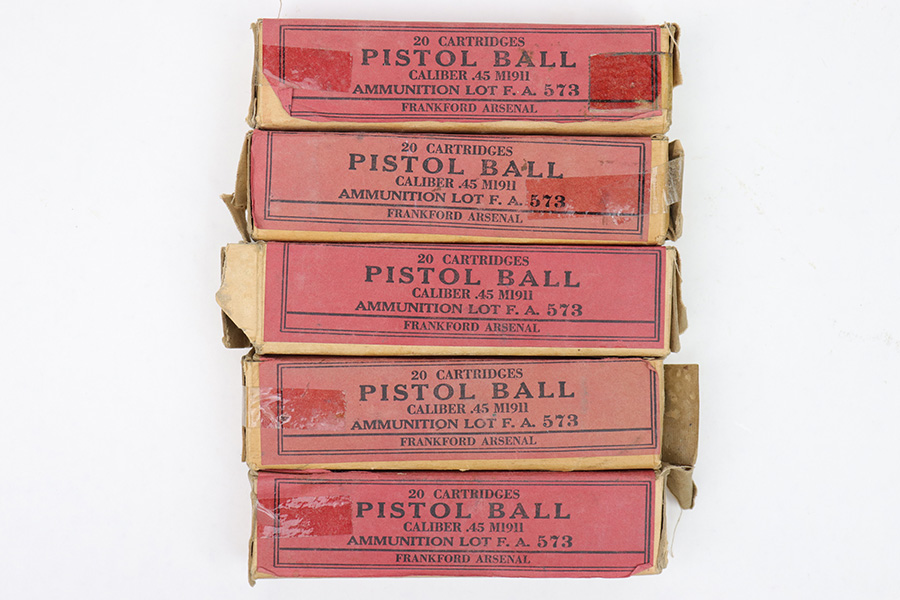 20 CARTRIDGES
PISTOL BALL
CALIBER .45 M1911
AMMUNITION LOT F. A. 573
FRANKFORD ARSENAL
20 CARTRIDGES
PISTOL BALL
CALIBER .45 M1911
AMMUNITION LOT F. A. 573
FRANKFORD ARSENAL
20 CARTRIDGES
PISTOL BALL
CALIBER .45 M1911
AMMUNITION LOT F. A. 573
FRANKFORD ARSENAL
20 CARTRIDGES
PISTOL BALL
CALIBER .45 M1911
AMMUNITION LOT F. A. 573
FRANKFORD ARSENAL
20 CARTRIDGES
PISTOL BALL
CALIBER .45 M1911
AMMUNITION LOT F. A. 573
FRANKFORD ARSENAL